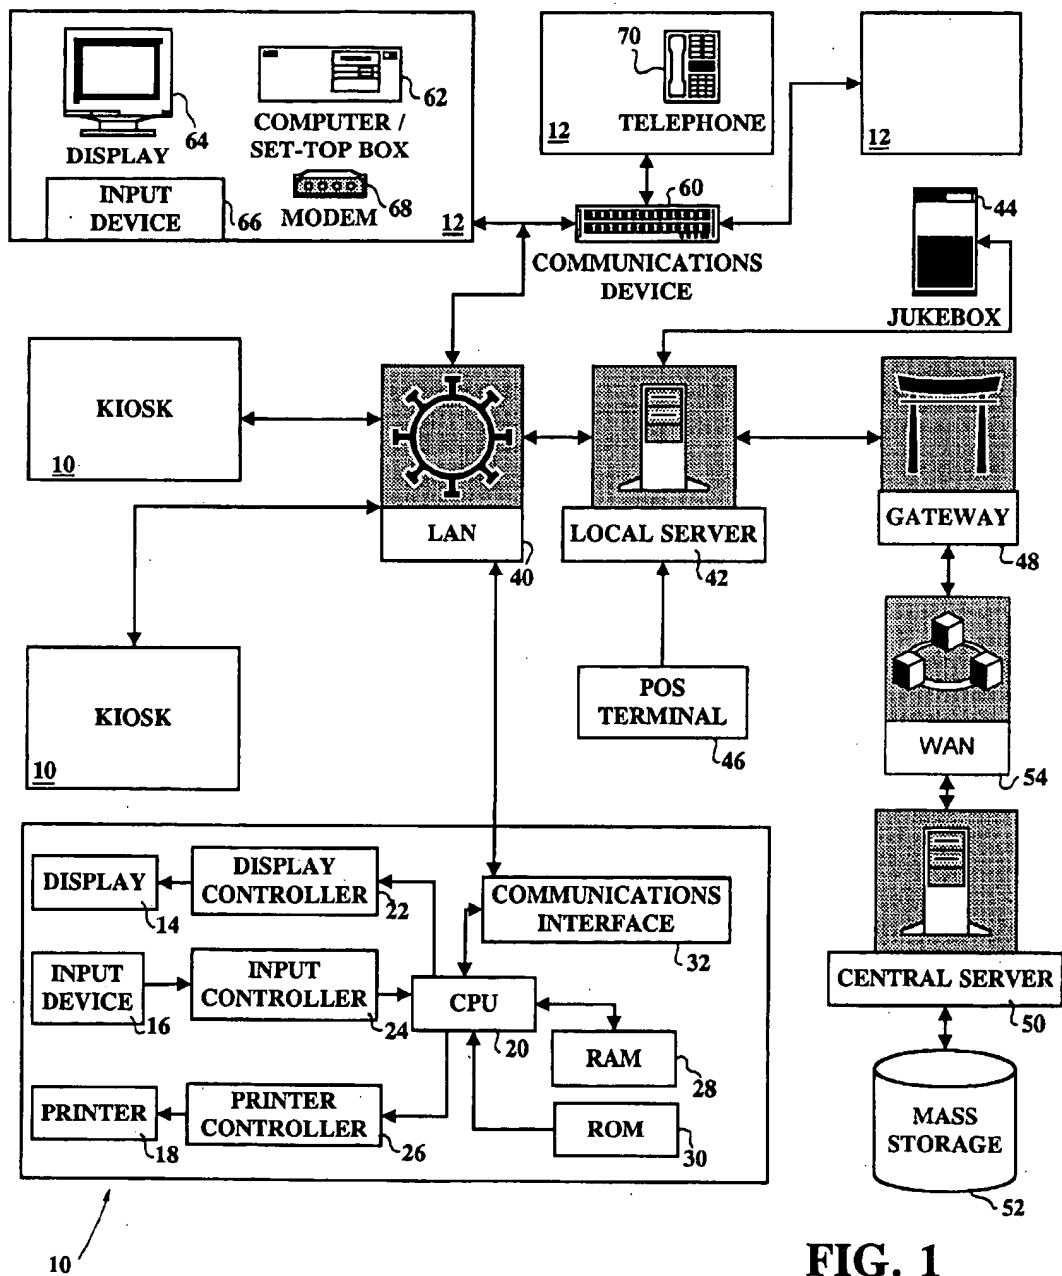 DISPLAY
64
COMPUTER /
SET-TOP BOX
62
INPUT
DEVICE
66
MODEM
68
12
70
TELEPHONE
12
12
60
COMMUNICATIONS
DEVICE
44
JUKEBOX
KIOSK
10
LAN
40
LOCAL SERVER
42
GATEWAY
48
KIOSK
10
POS
TERMINAL
46
WAN
54
DISPLAY
14
DISPLAY
CONTROLLER
22
COMMUNICATIONS
INTERFACE
32
INPUT
DEVICE
16
INPUT
CONTROLLER
24
CPU
20
RAM
28
PRINTER
18
PRINTER
CONTROLLER
26
ROM
30
CENTRAL SERVER
50
MASS
STORAGE
52
10
FIG. 1